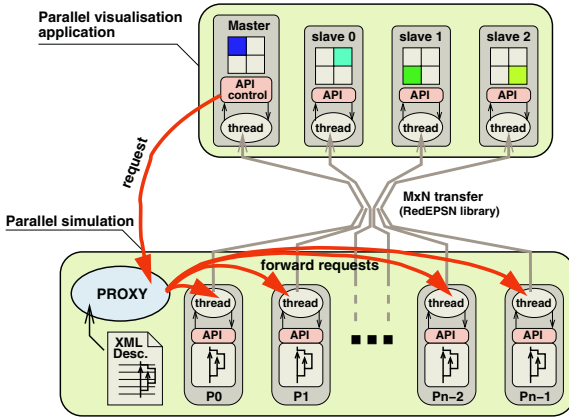 Parallel visualisation
application
Master
slave 0
slave 1
slave 2
API
control
API
API
API
thread
thread
thread
thread
request
MxN transfer
(RedEPSN library)
Parallel simulation
forward requests
PROXY
thread
thread
thread
thread
XML
Desc.
API
API
API
API
P0
P1
Pn-2
Pn-1